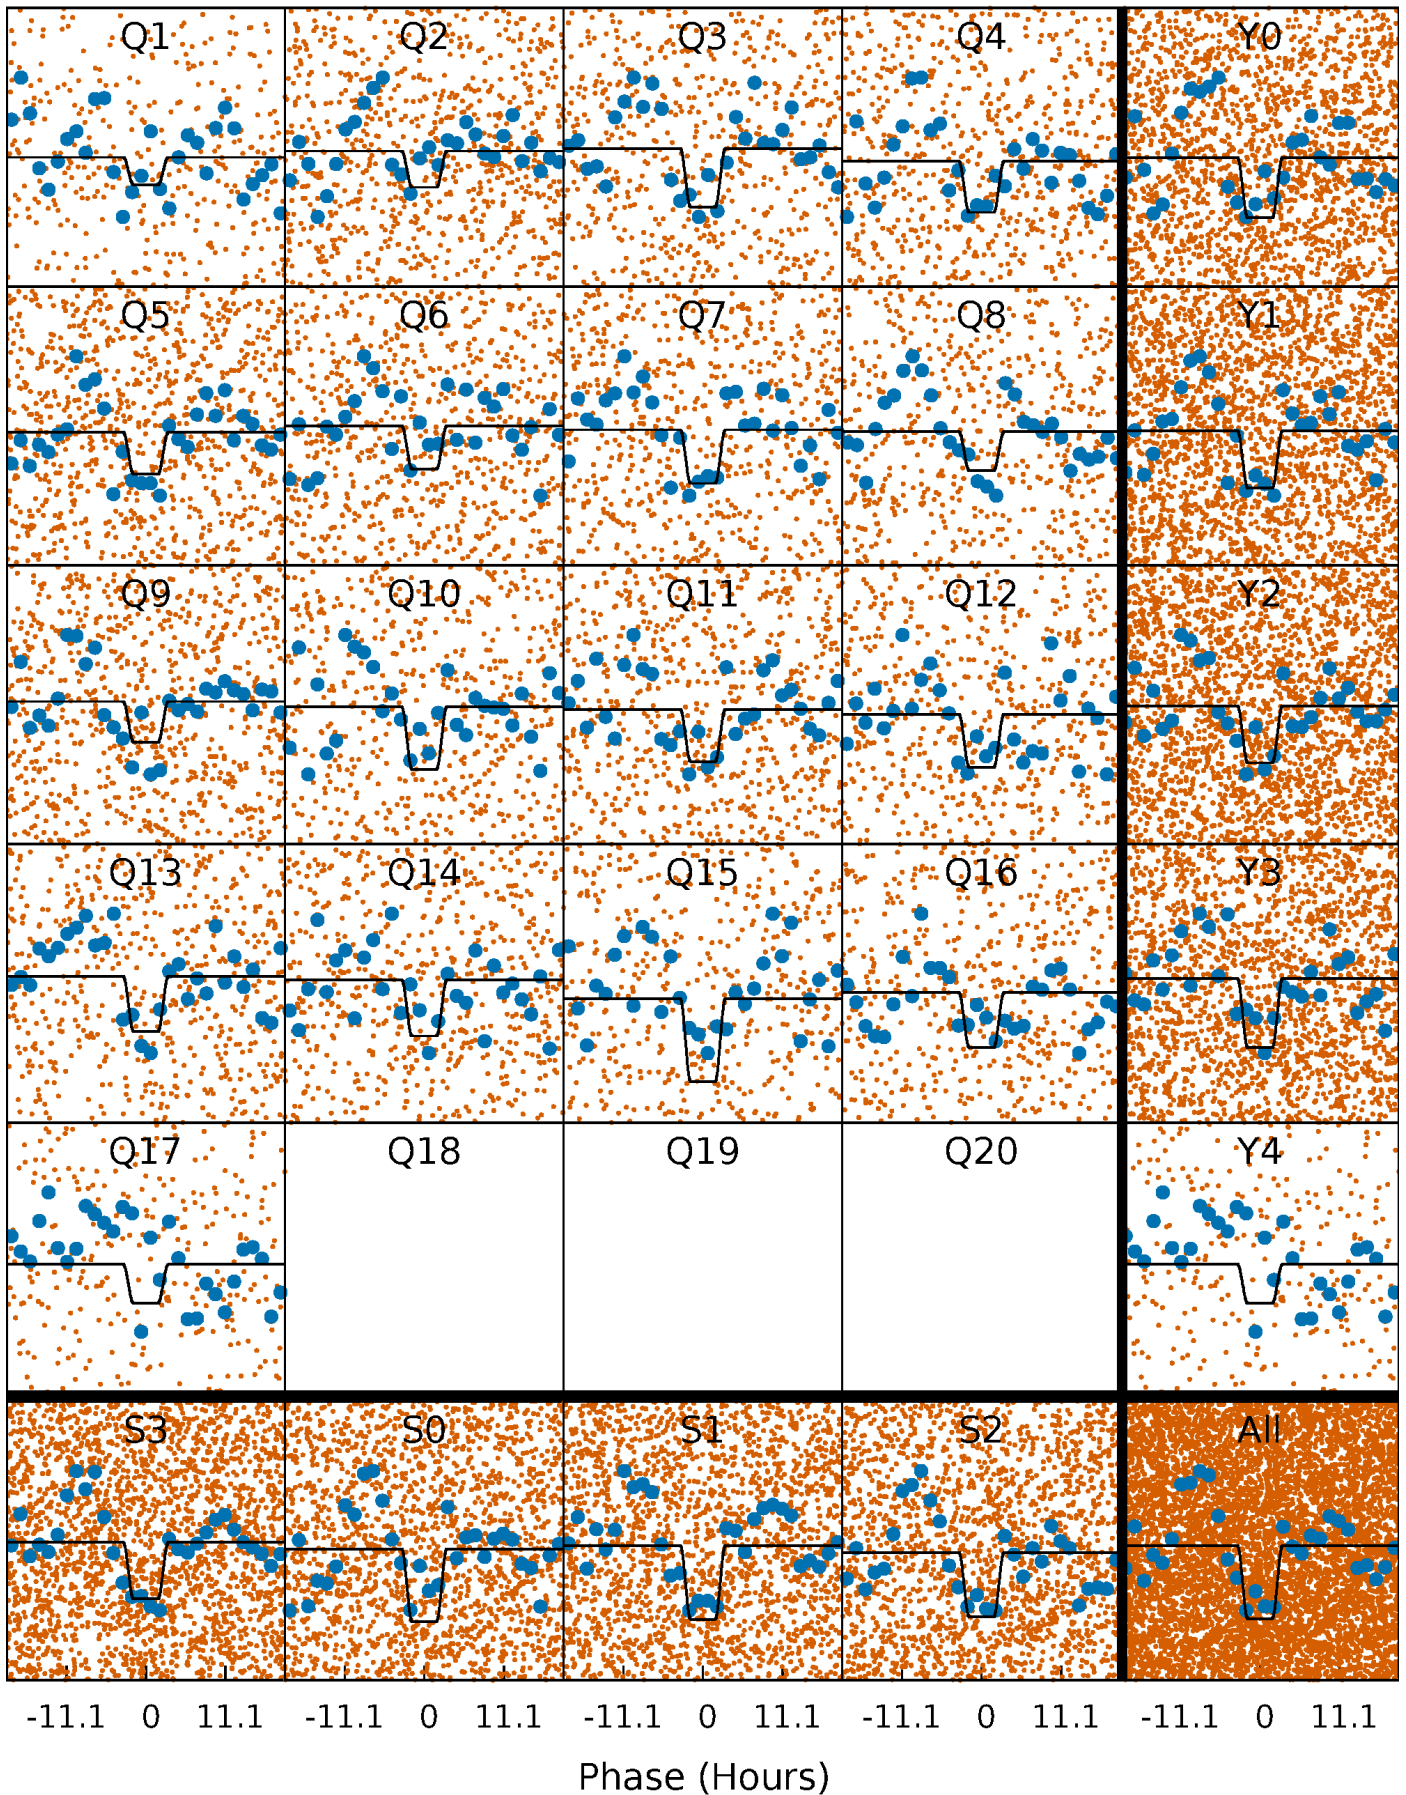 Q1 Q2 Q3 Q4 Y0
Q5 Q6 Q7 Q8 Y1
Q9 Q10 Q11 Q12 Y2
Q13 Q14 Q15 Q16 Y3
Q17 Q18 Q19 Q20 Y4
S3 S0 S1 S2 All
-11.1 0 11.1 -11.1 0 11.1 -11.1 0 11.1 -11.1 0 11.1 -11.1 0 11.1
Phase (Hours)